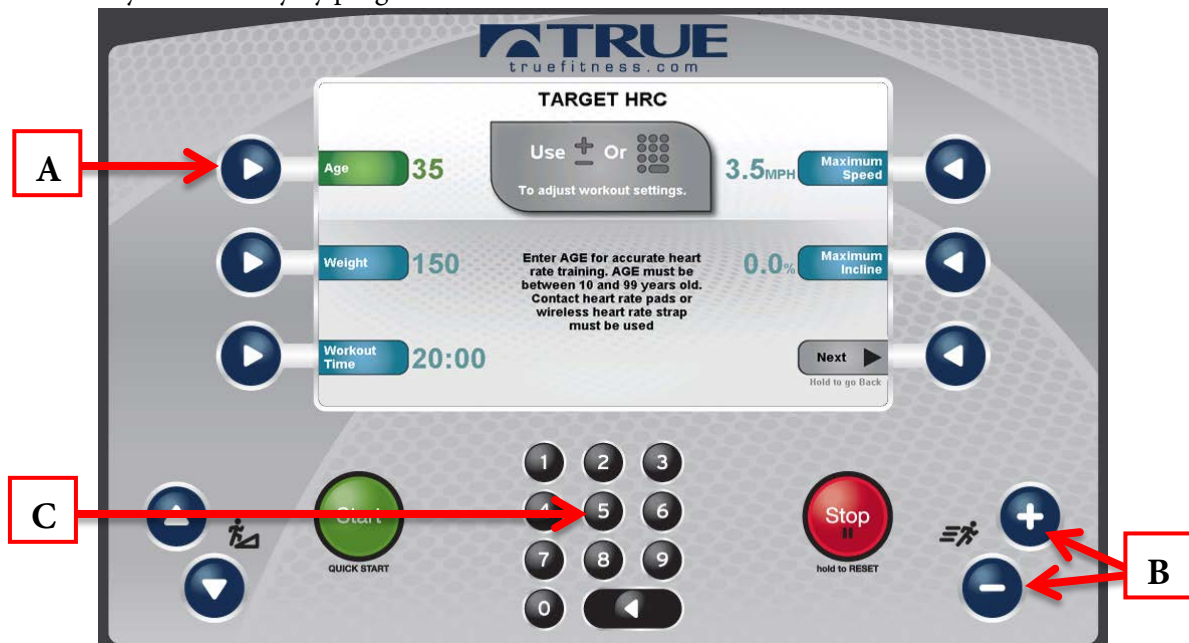 TRUE
truefitness.com
TARGET HRC
Use ± Or
To adjust workout settings.
Age 35
3.5MPH Maximum Speed
Weight 150
Enter AGE for accurate heart
rate training. AGE must be
between 10 and 99 years old.
Contact heart rate pads or
wireless heart rate strap
must be used
0.0% Maximum Incline
Workout Time 20:00
Next
Hold to go Back
A
B
C
1 2 3
4 5 6
7 8 9
0
Start
QUICK START
Stop
hold to RESET
+
-